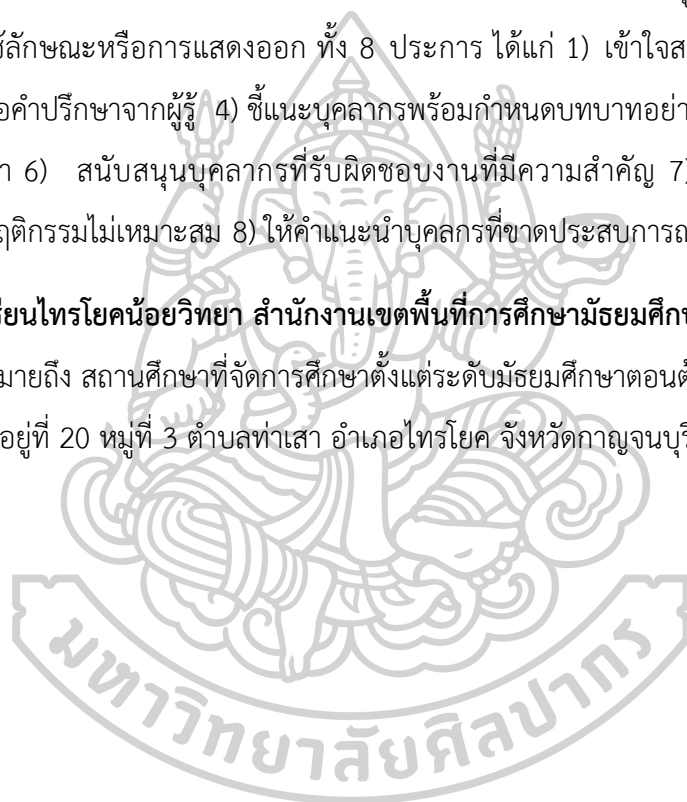 ลักษณะหรือการแสดงออก ทั้ง 8 ประการ ได้แก่ 1) เข้าใจ
คำปรึกษาจากผู้รู้ 4) ชี้แนะบุคลากรพร้อมกำหนดบทบาทอย่า
า 6) สนับสนุนบุคลากรที่รับผิดชอบงานที่มีความสำคัญ 7)
ฤติกรรมไม่เหมาะสม 8) ให้คำแนะนำบุคลกรที่ขาดประสบการณ
รียนไทรโยคน้อยวิทยา สำนักงานเขตพื้นที่การศึกษามัธยมศึก
มายถึง สถานศึกษาที่จัดการศึกษาตั้งแต่ระดับมัธยมศึกษาตอนต้
อยู่ที่ 20 หมู่ที่ 3 ตำบลท่าเสา อำเภอไทรโยค จังหวัดกาญจนบุรี
มหาวิทยาลัยศิลปากร